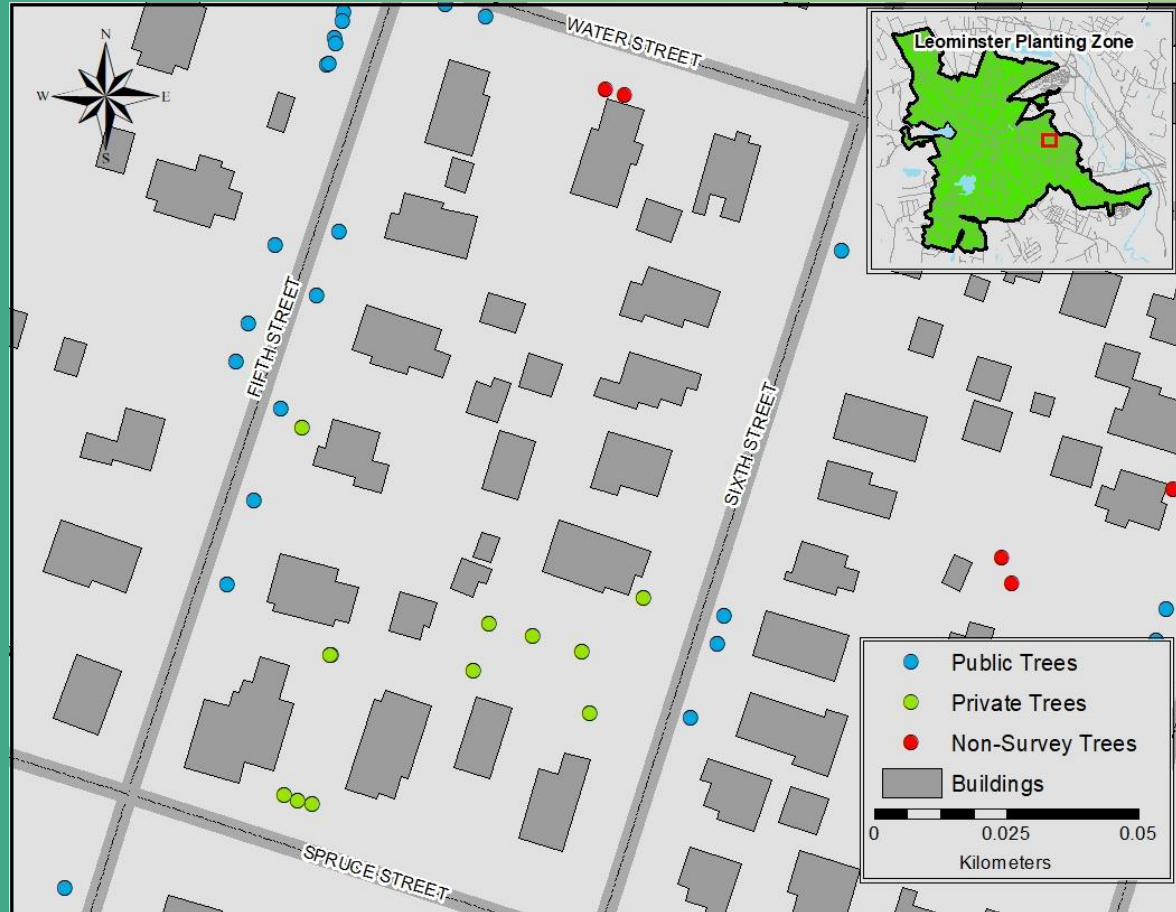 N
W E
S
WATER STREET
Leominster Planting Zone
FIFTH STREET
SIXTH STREET
SPRUCE STREET
Public Trees
Private Trees
Non-Survey Trees
Buildings
0 0.025 0.05
Kilometers